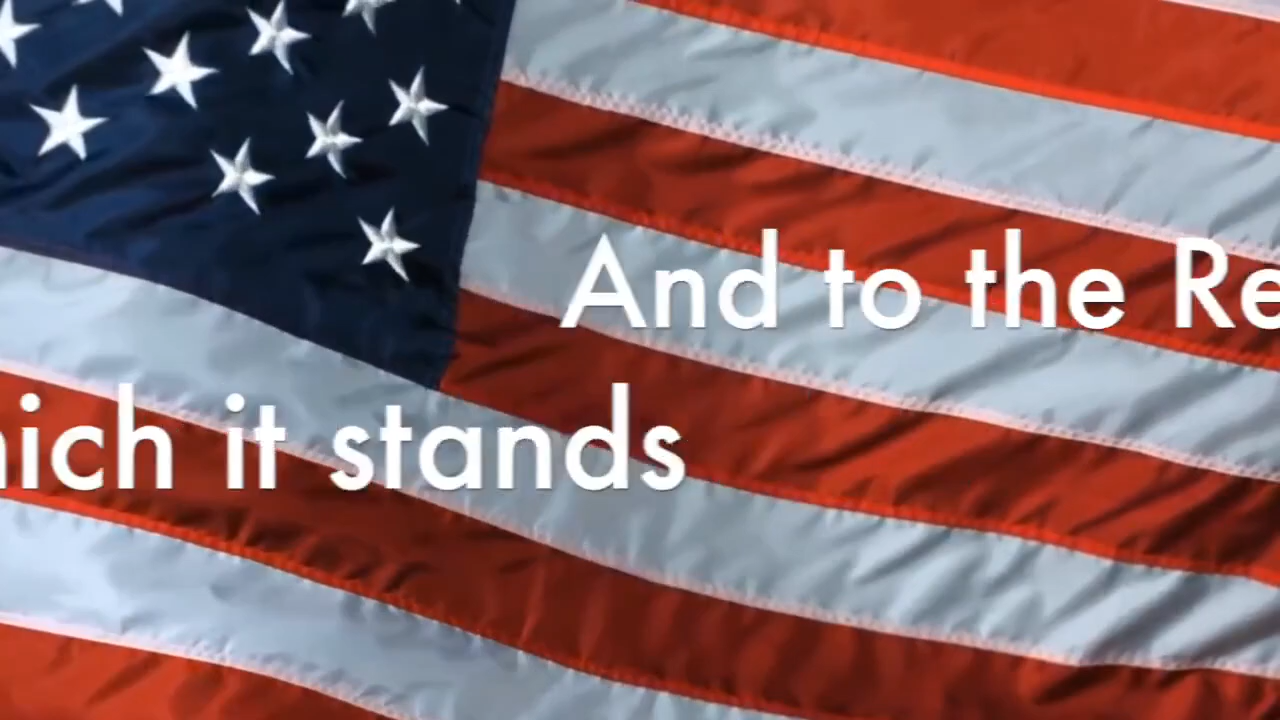 And to the Re
hich it stands